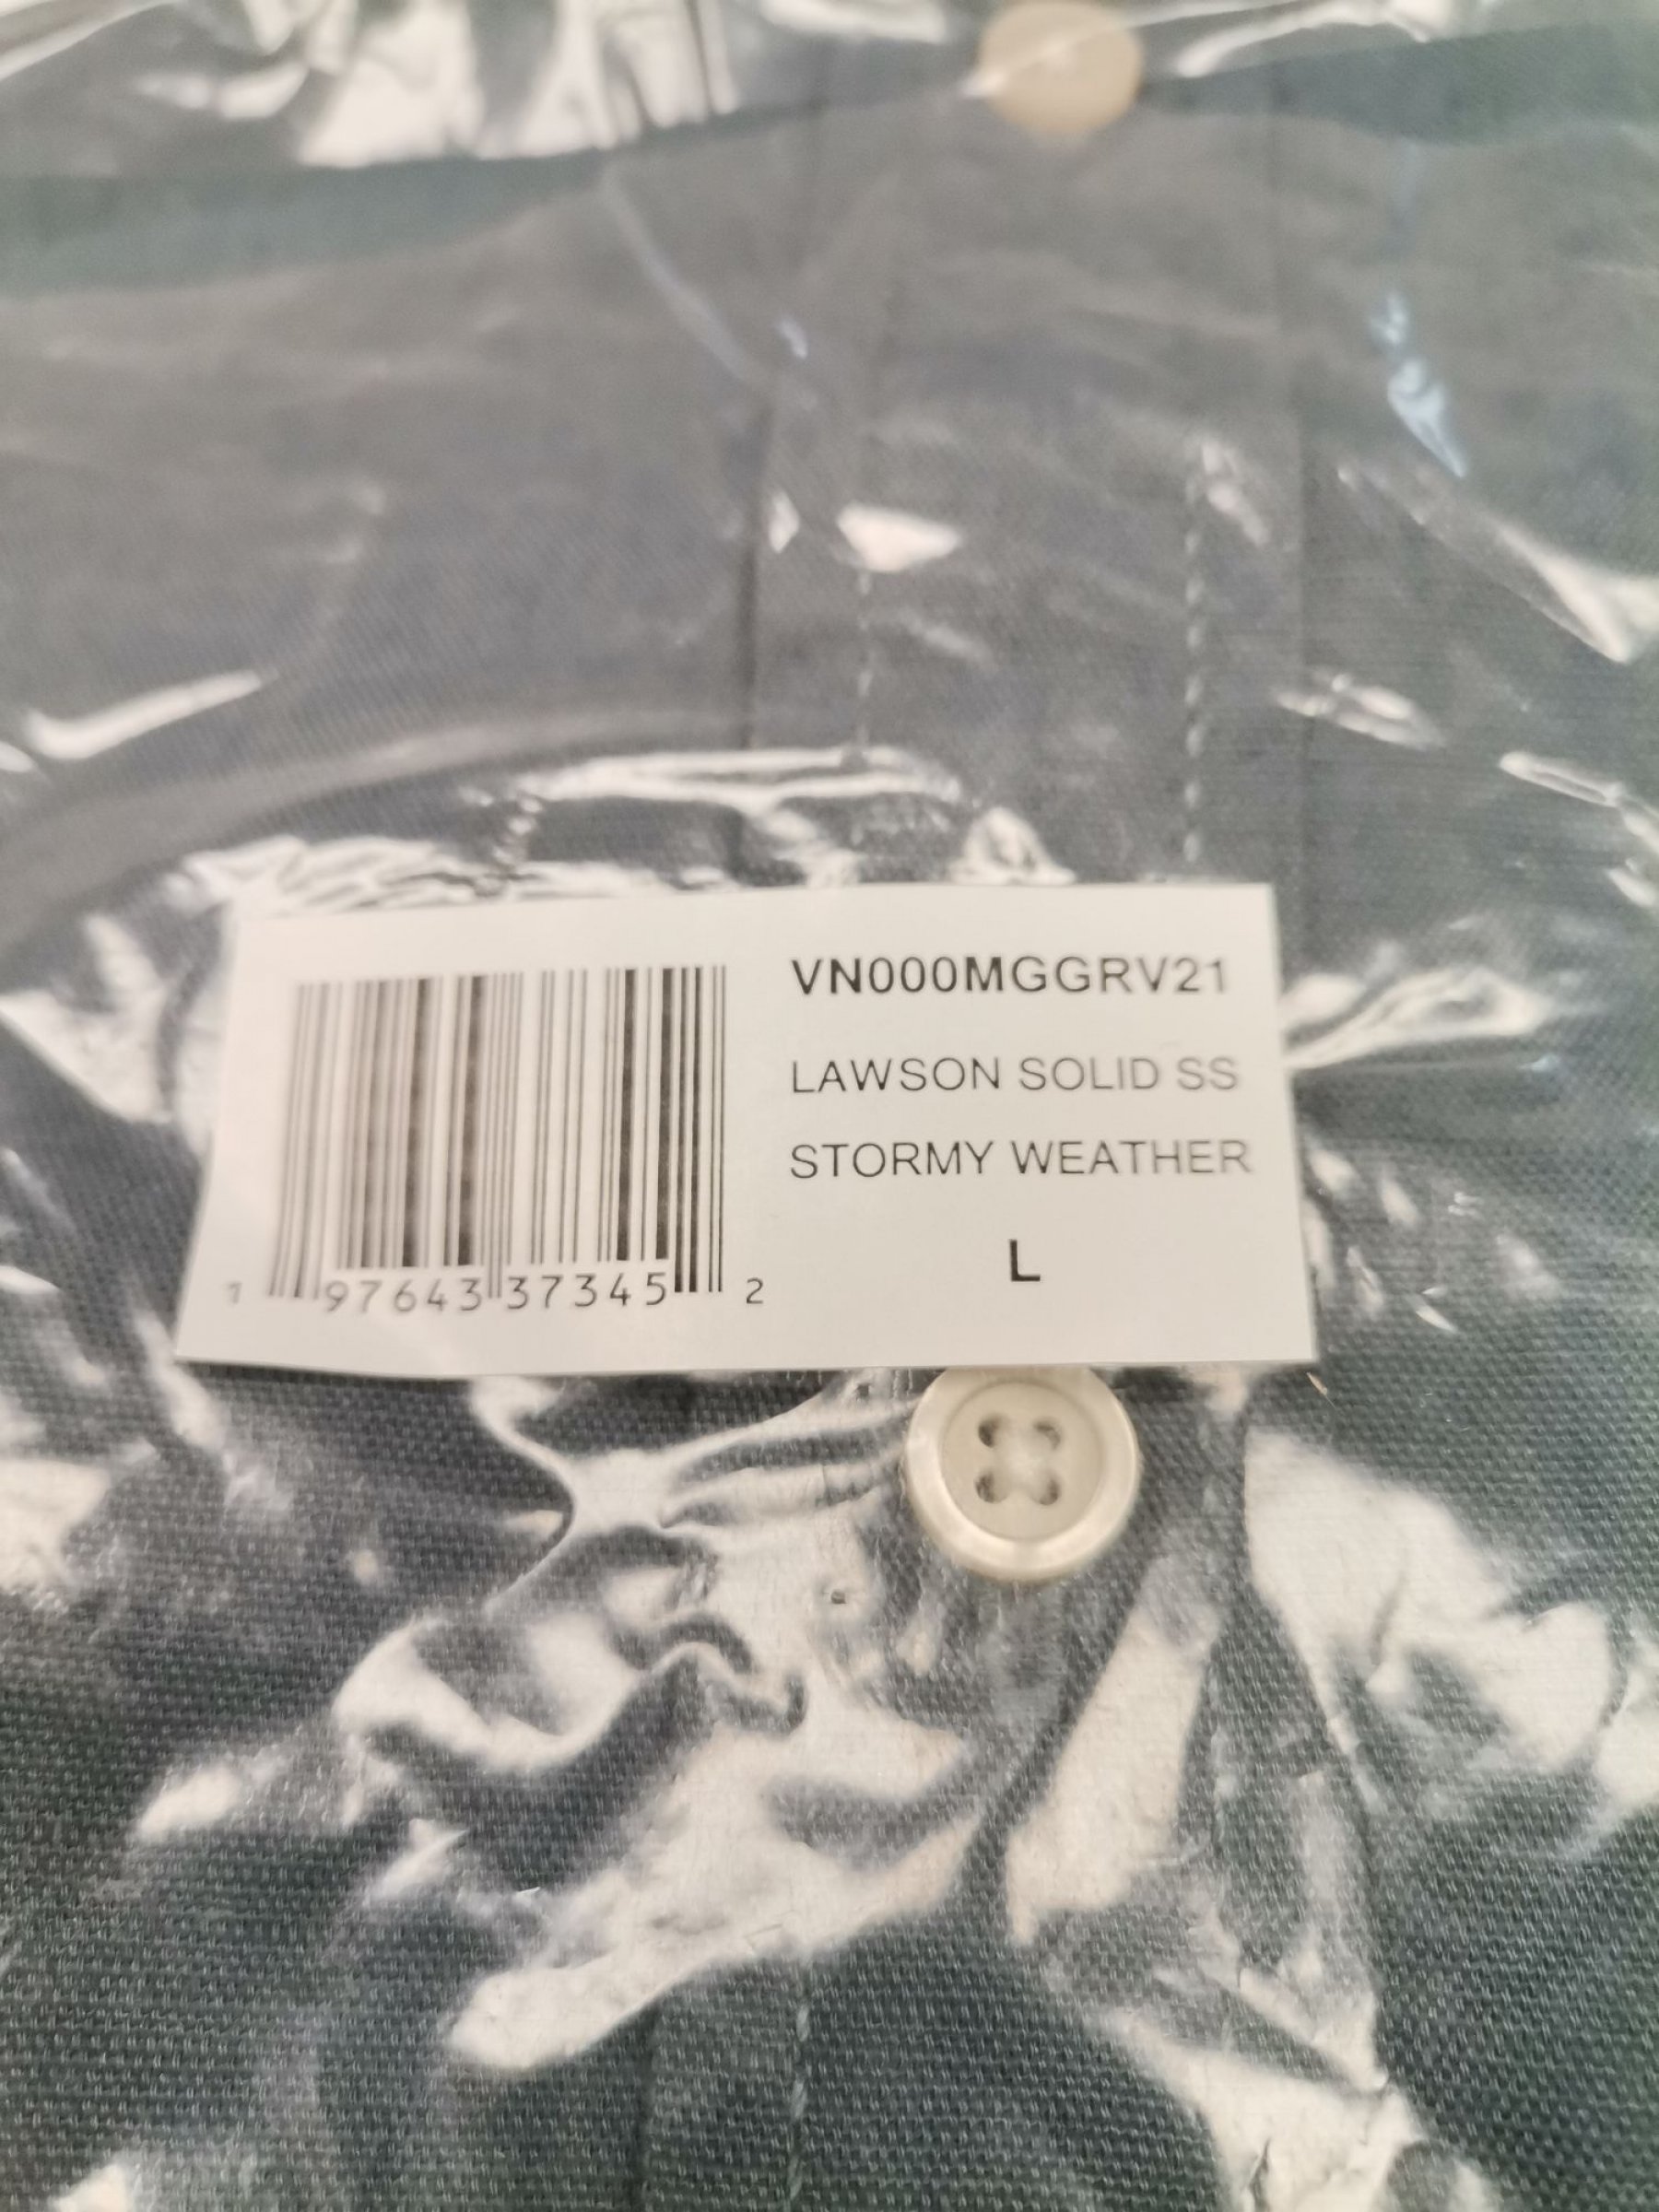 VN000MGGRV21
LAWSON SOLID SS
STORMY WEATHER
L
1 97643 37345 2